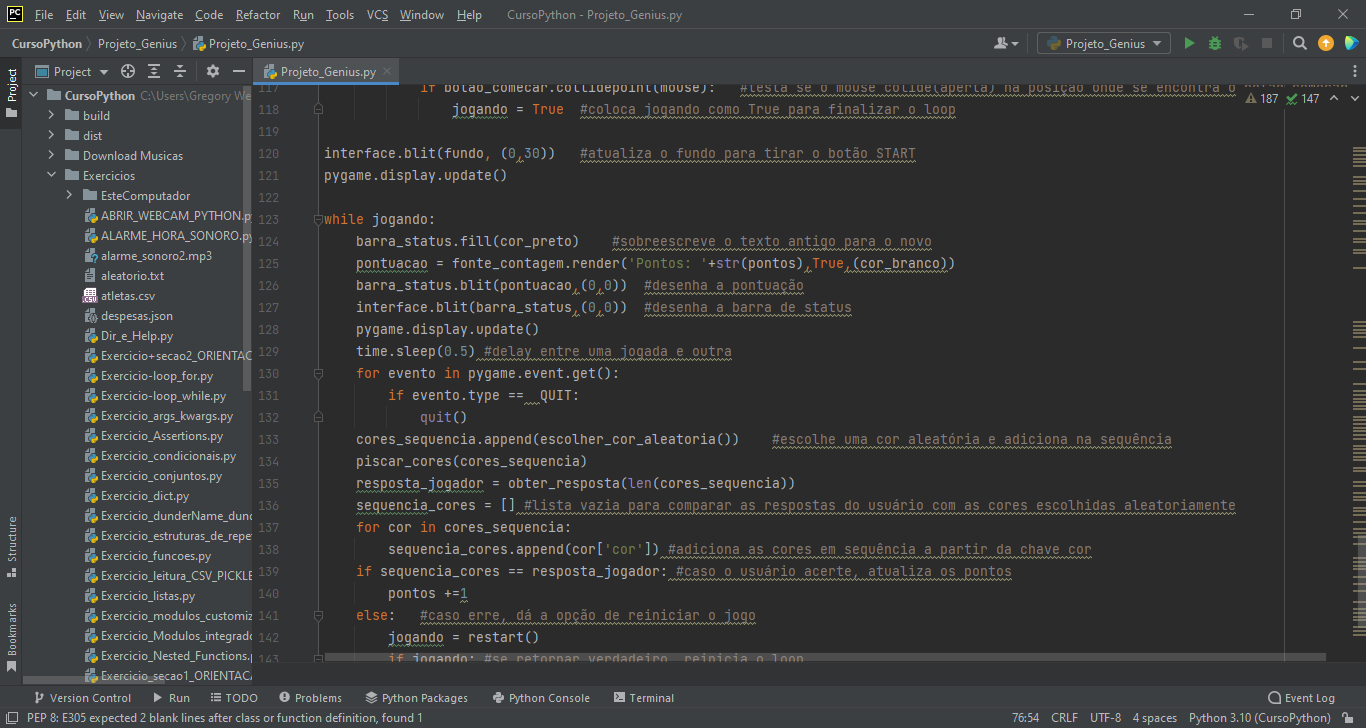 PC File Edit View Navigate Code Refactor Run Tools VCS Window Help CursoPython - Projeto_Genius.py
CursoPython Projeto_Genius Projeto_Genius.py Projeto_Genius
Project Projeto_Genius.py
Project
CursoPython C:\Users\Gregory We
build
dist
Download Musicas
Exercicios
EsteComputador
ABRIR_WEBCAM_PYTHON.p
ALARME_HORA_SONORO.py
alarme_sonoro2.mp3
aleatorio.txt
atletas.csv
despesas.json
Dir_e_Help.py
Exercicio+secao2_ORIENTAC
Exercicio-loop_for.py
Exercicio-loop_while.py
Exercicio_args_kwargs.py
Exercicio_Assertions.py
Exercicio_condicionais.py
Exercicio_conjuntos.py
Exercicio_dict.py
Exercicio_dunderName_dund
Exercicio_estruturas_de_repet
Exercicio_funcoes.py
Exercicio_leitura_CSV_PICKLE
Exercicio_listas.py
Exercicio_modulos_customiz
Exercicio_Modulos_integrado
Exercicio_Nested_Functions.p
Exercicio_secao1_ORIENTACA
Structure
Bookmarks
187 147
117 if botao_comecar.collidepoint(mouse): #testa se o mouse colide(aperta) na posição onde se encontra o
118 jogando = True #coloca jogando como True para finalizar o loop
119
120 interface.blit(fundo, (0,30)) #atualiza o fundo para tirar o botão START
121 pygame.display.update()
122
123 while jogando:
124 barra_status.fill(cor_preto) #sobreescreve o texto antigo para o novo
125 pontuacao = fonte_contagem.render('Pontos: '+str(pontos),True,(cor_branco))
126 barra_status.blit(pontuacao,(0,0)) #desenha a pontuação
127 interface.blit(barra_status,(0,0)) #desenha a barra de status
128 pygame.display.update()
129 time.sleep(0.5) #delay entre uma jogada e outra
130 for evento in pygame.event.get():
131 if evento.type ==  QUIT:
132 quit()
133 cores_sequencia.append(escolher_cor_aleatoria()) #escolhe uma cor aleatória e adiciona na sequência
134 piscar_cores(cores_sequencia)
135 resposta_jogador = obter_resposta(len(cores_sequencia))
136 sequencia_cores = [] #lista vazia para comparar as respostas do usuário com as cores escolhidas aleatoriamente
137 for cor in cores_sequencia:
138 sequencia_cores.append(cor['cor']) #adiciona as cores em sequência a partir da chave cor
139 if sequencia_cores == resposta_jogador: #caso o usuário acerte, atualiza os pontos
140 pontos +=1
141 else: #caso erre, dá a opção de reiniciar o jogo
142 jogando = restart()
143 if jogando: #se retornar verdadeiro, reinicia o loop
Version Control Run TODO Problems Python Packages Python Console Terminal Event Log
PEP 8: E305 expected 2 blank lines after class or function definition, found 1 76:54 CRLF UTF-8 4 spaces Python 3.10 (CursoPython)